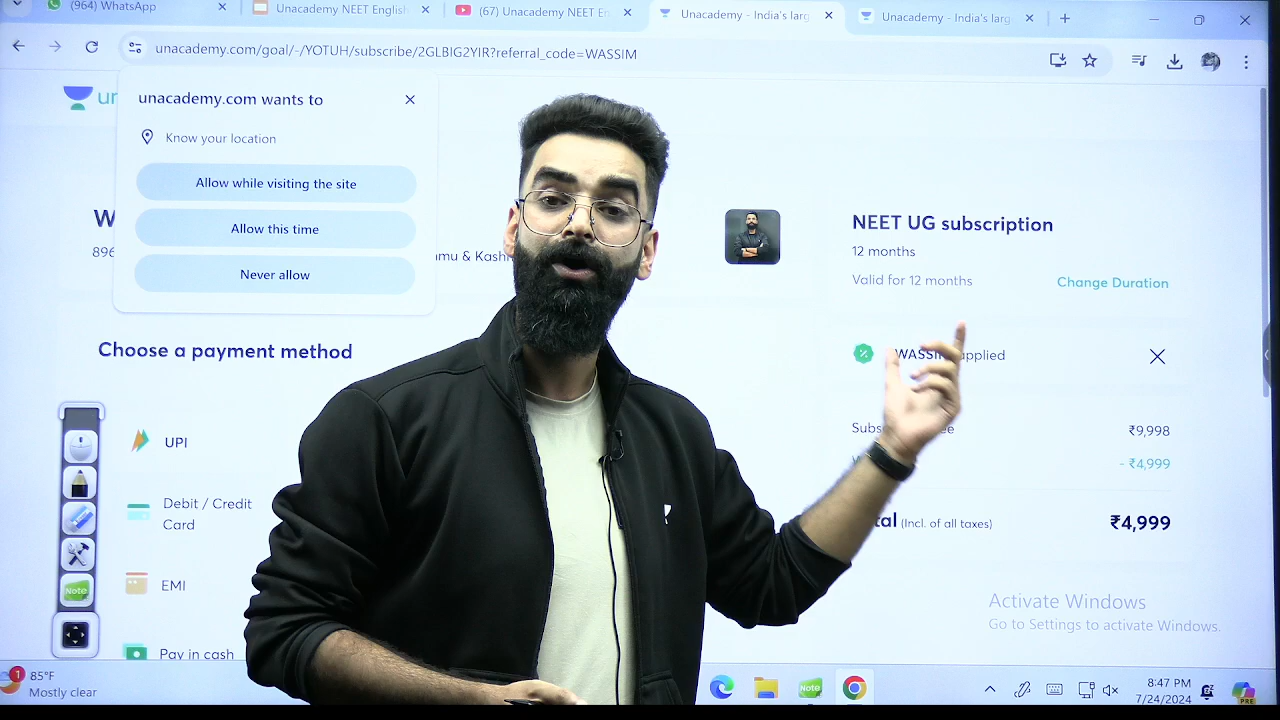 (964) WhatsApp
Unacademy NEET English
(67) Unacademy NEET En
Unacademy - India's larg
Unacademy - India's larg
unacademy.com/goal/-/YOTUH/subscribe/2GLBIG2YIR?referral_code=WASSIM
unacademy.com wants to
Know your location
Allow while visiting the site
Allow this time
Never allow
NEET UG subscription
12 months
Valid for 12 months
Change Duration
Choose a payment method
applied
UPI
₹9,998
- ₹4,999
Debit / Credit
Card
(Incl. of all taxes)
₹4,999
EMI
Note
Pay in cash
Activate Windows
Go to Settings to activate Windows.
1
85°F
Mostly clear
Note
8:47 PM
7/24/2024
PRE